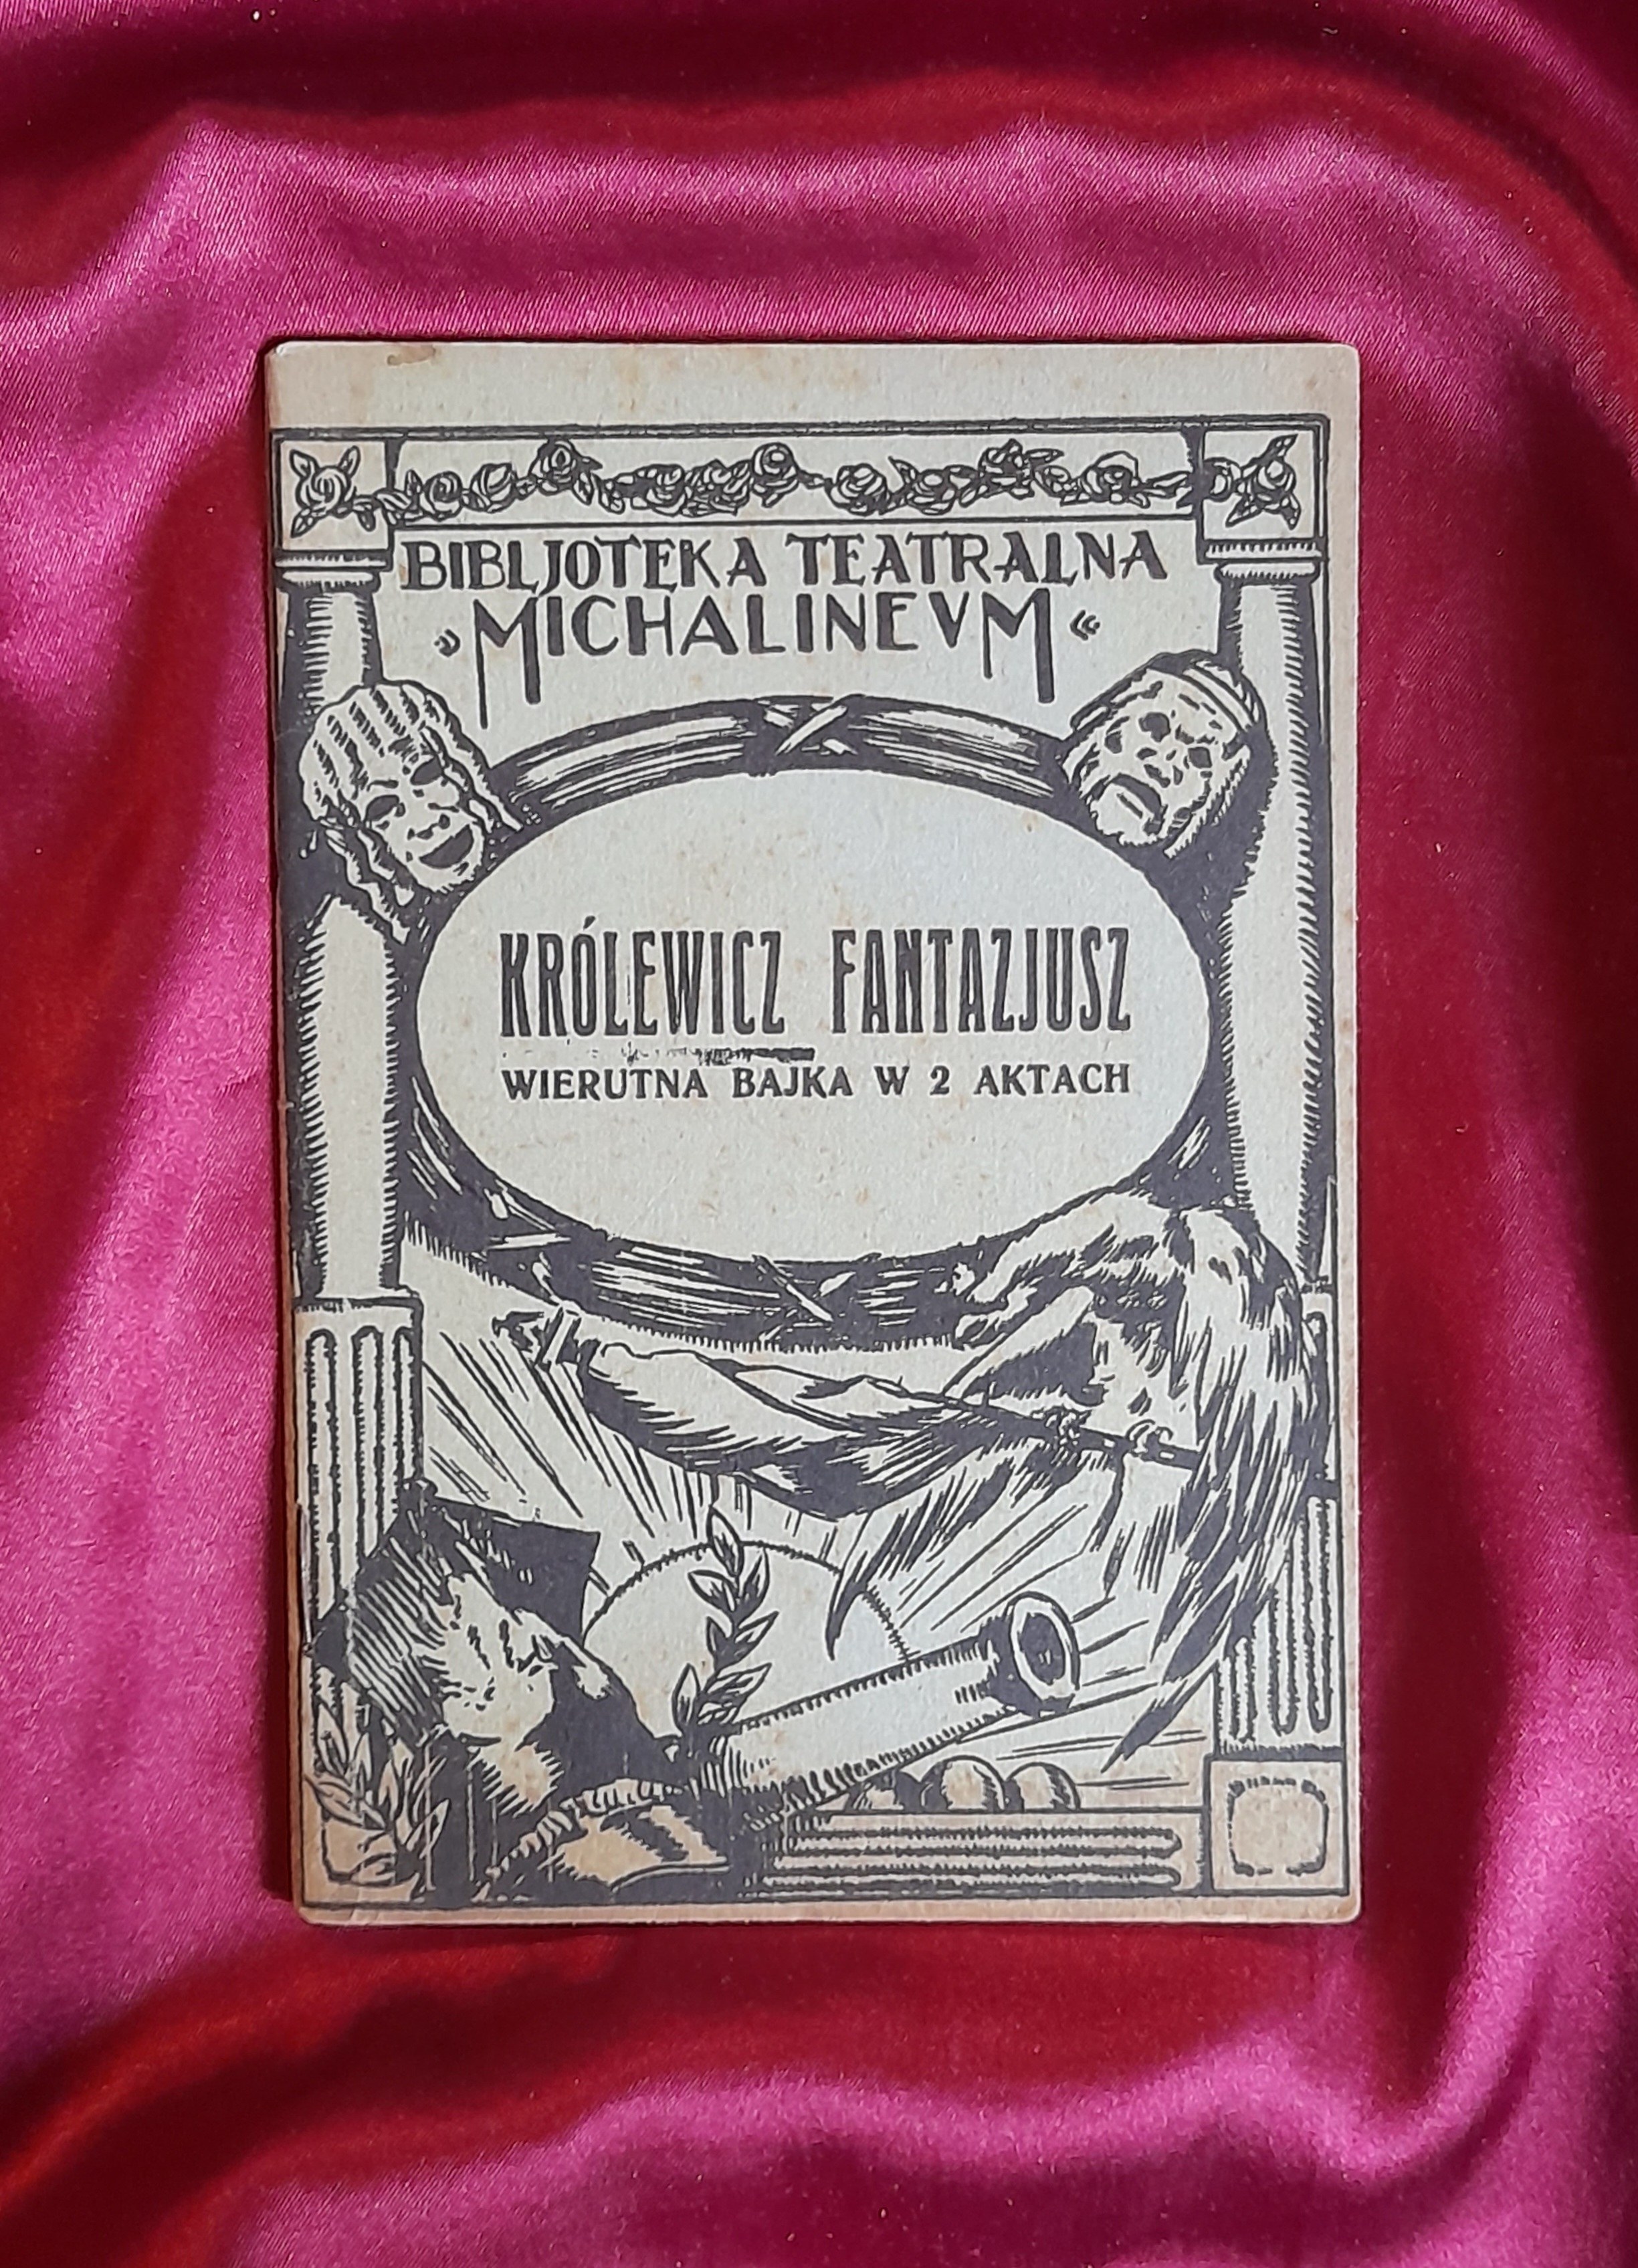 BIBLJOTEKA TEATRALNA
»MICHALINEVM«
KRÓLEWICZ FANTAZJUSZ
WIERUTNA BAJKA W 2 AKTACH